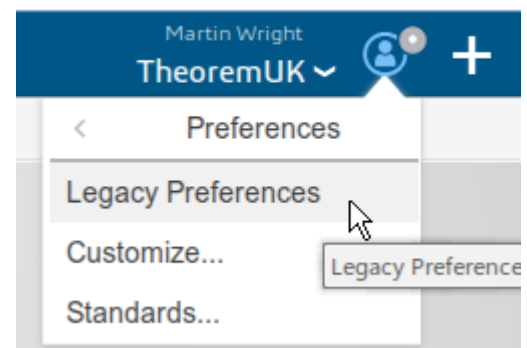 Martin Wright
TheoremUK
Preferences
Legacy Preferences
Customize...
Legacy Preference
Standards...